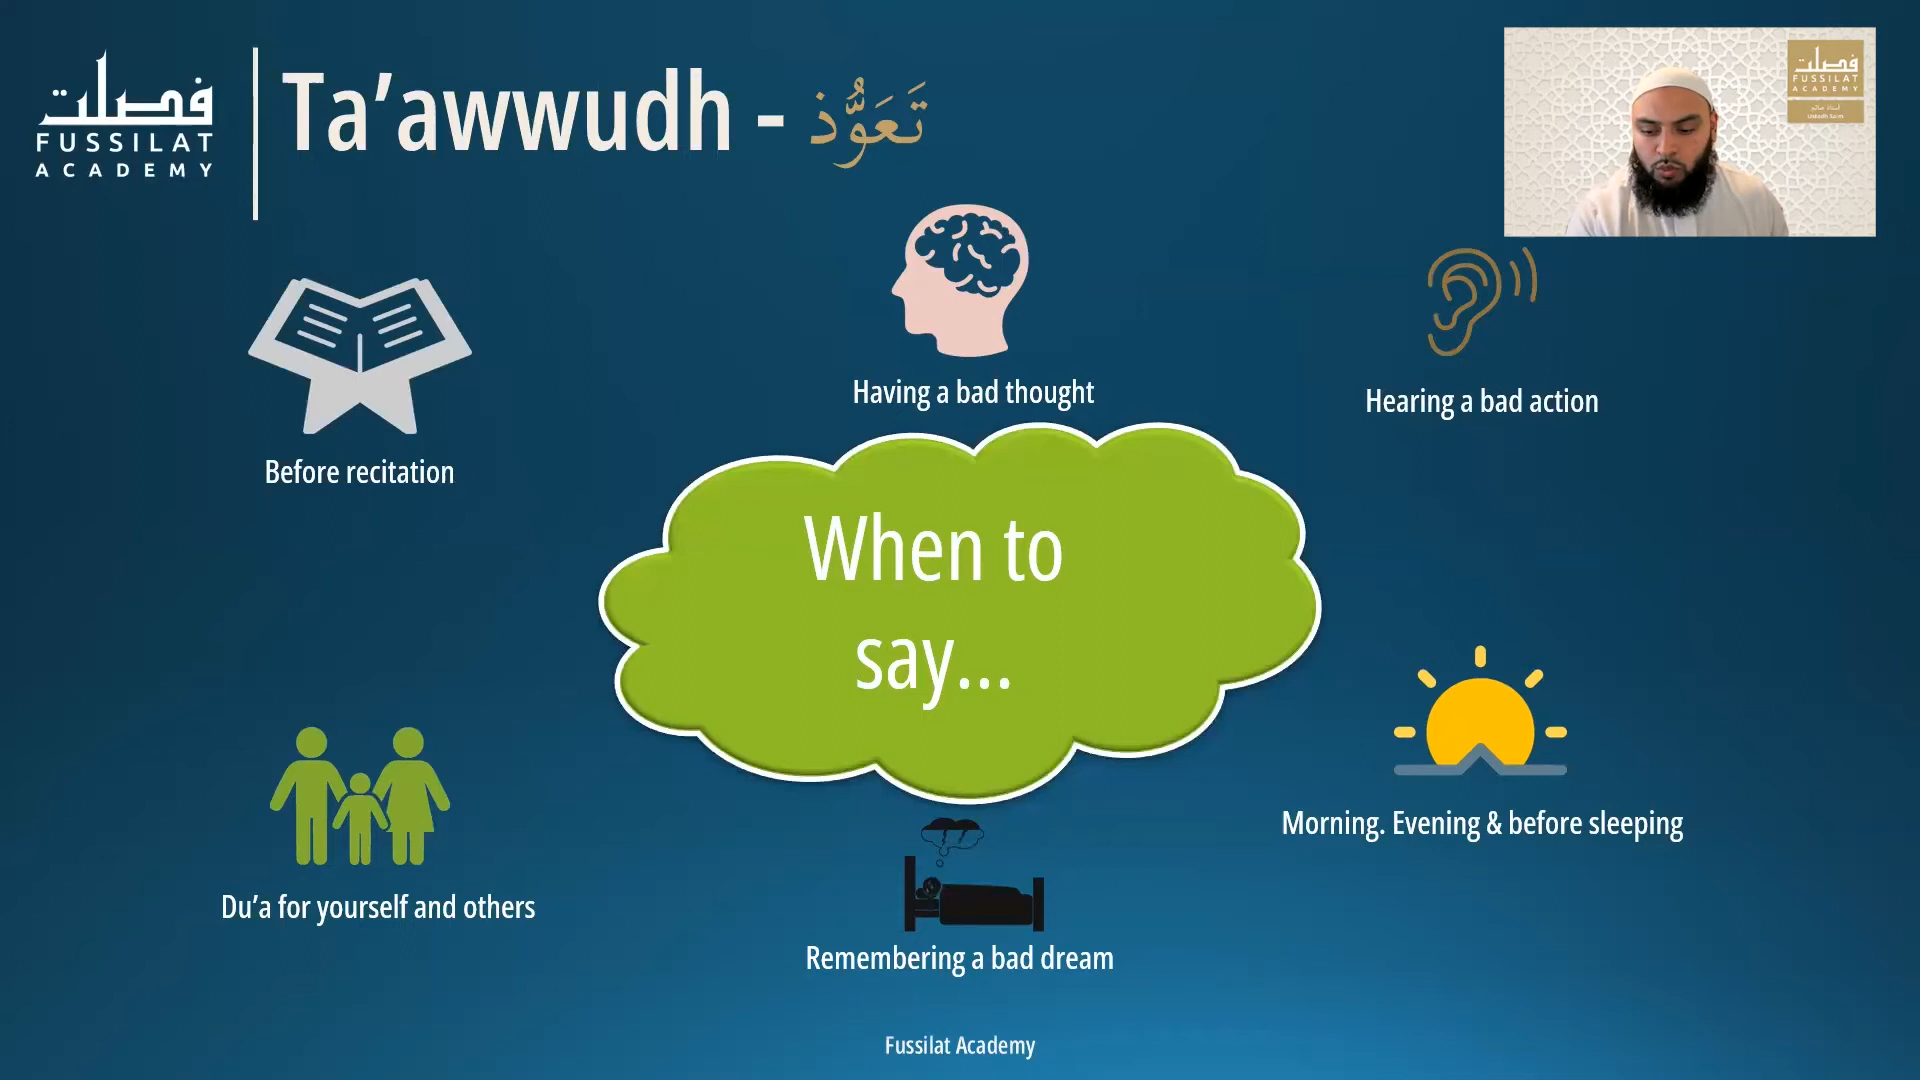 فصلت
FUSSILAT
ACADEMY
Ta’awwudh - تَعَوُّذ
فصلت
FUSSILAT
ACADEMY
Before recitation
Having a bad thought
Hearing a bad action
When to
say...
Du’a for yourself and others
Remembering a bad dream
Morning. Evening & before sleeping
Fussilat Academy